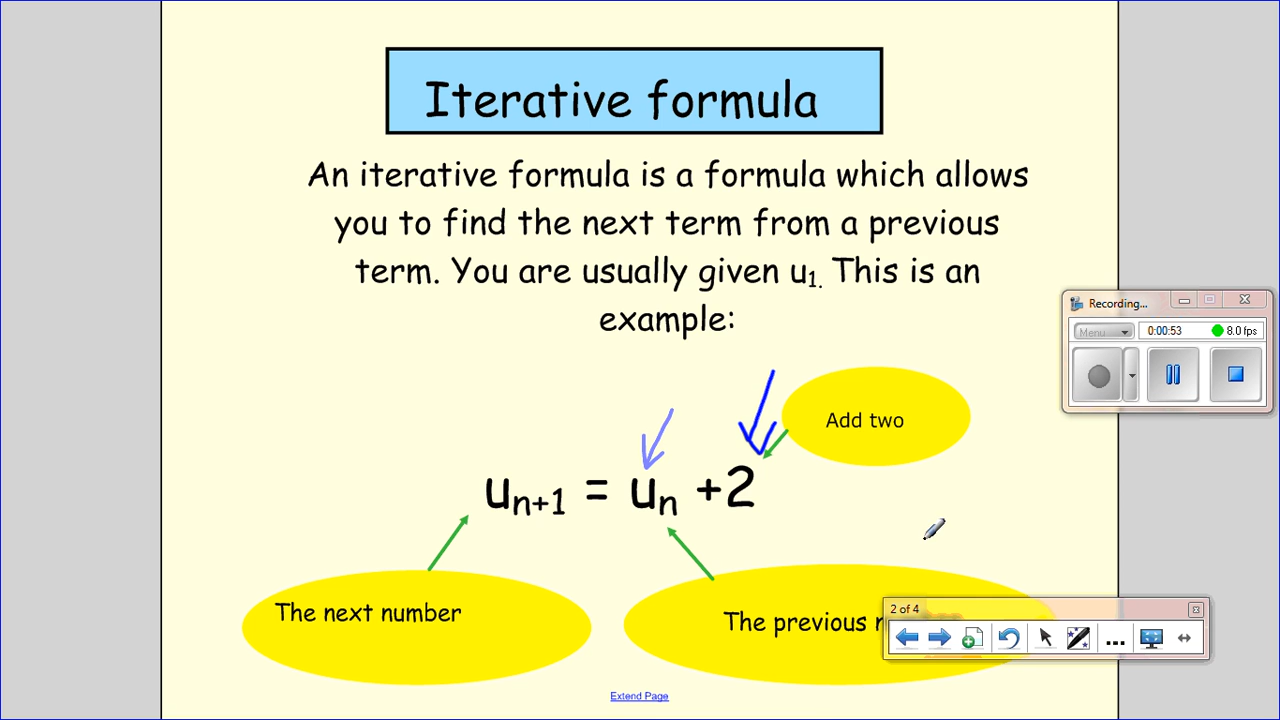 Iterative formula
An iterative formula is a formula which allows
you to find the next term from a previous
term. You are usually given u1. This is an
example:
Recording...
Menu
0:00:53
8.0 fps
Add two
un+1 = un +2
The next number
The previous
2 of 4
Extend Page